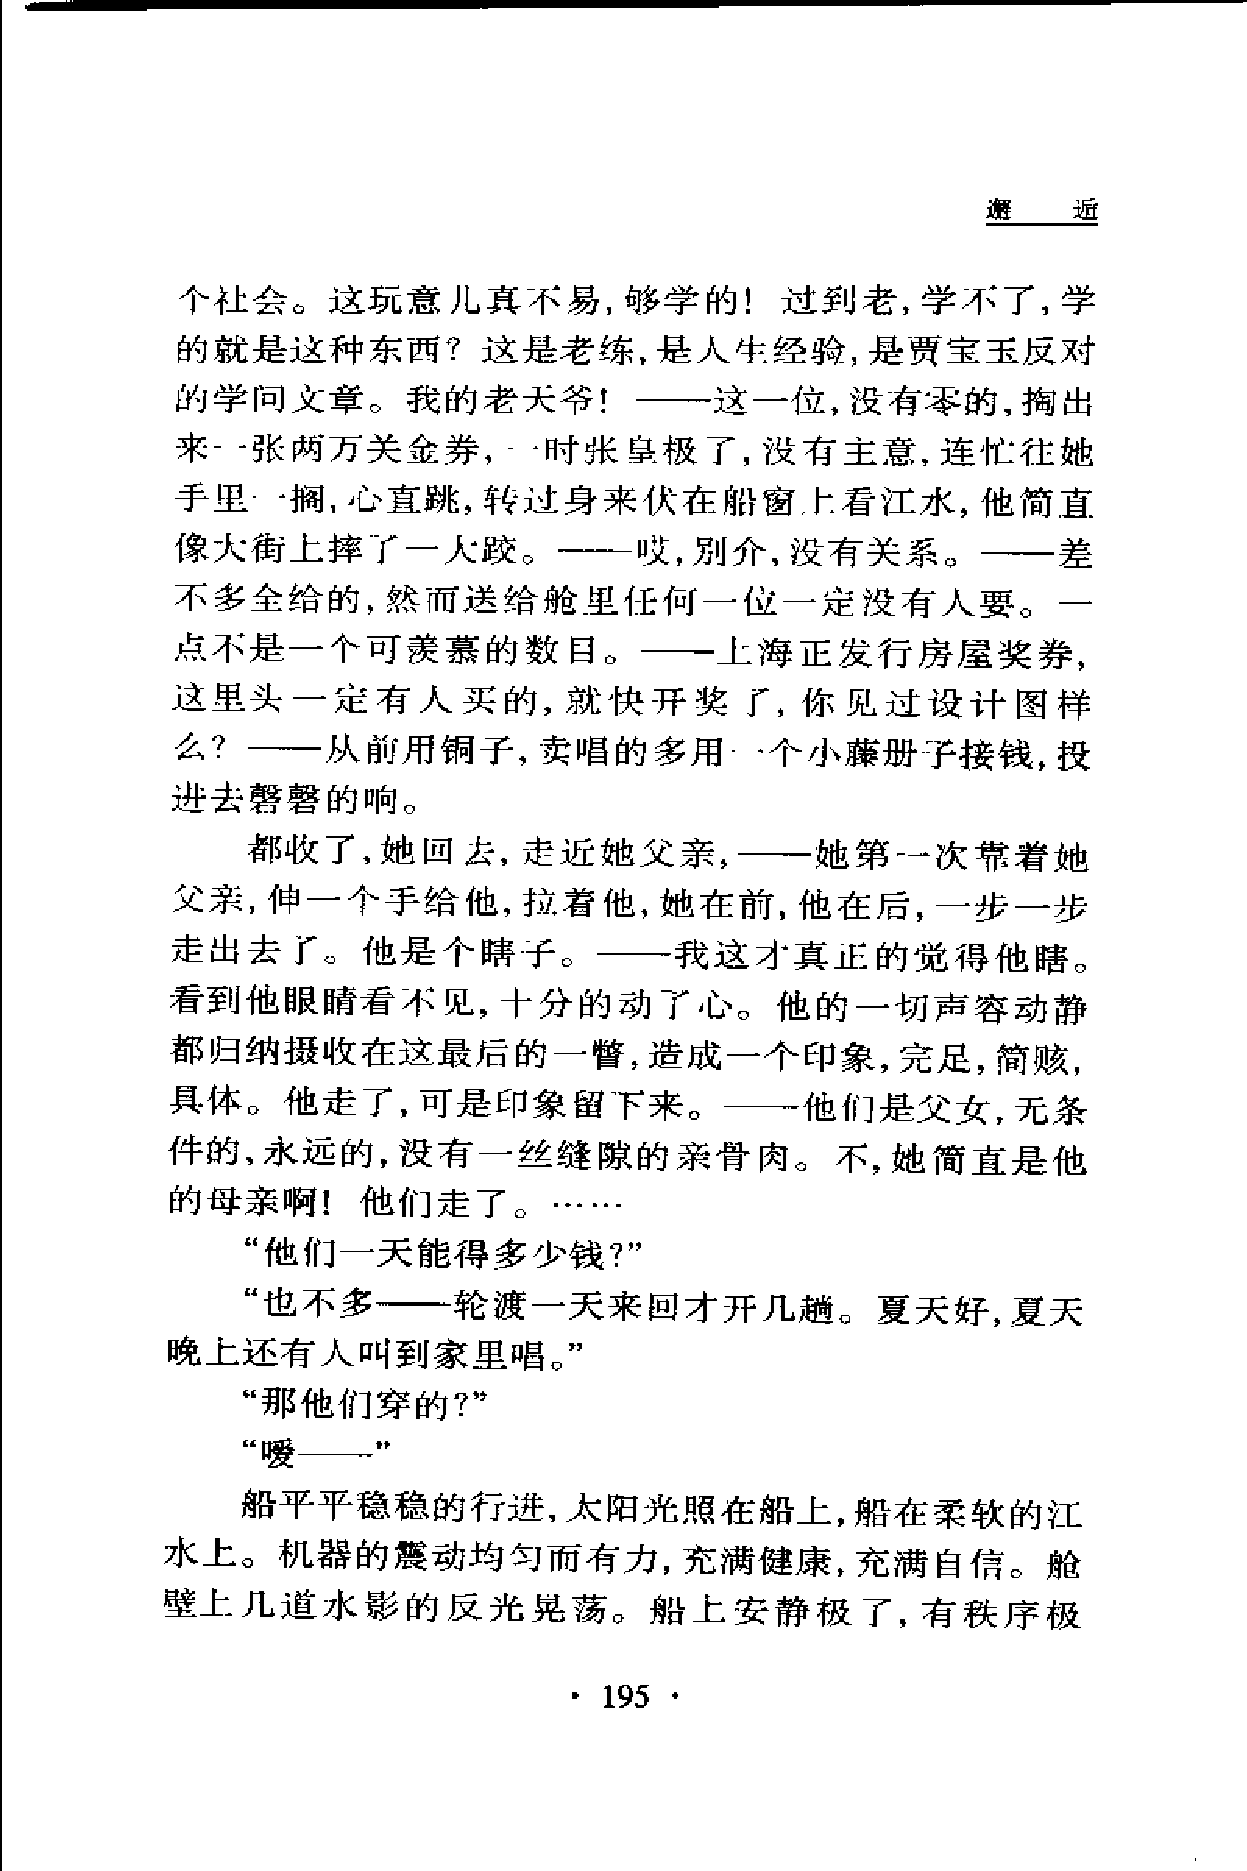 邂 逅
个社会。这玩意儿真不易,够学的! 过到老,学不了,学
的就是这种东西? 这是老练,是人生经验,是贾宝玉反对
的学问文章。我的老天爷! ——这一位,没有零的,掏出
来一张两万关金券,一时张皇极了,没有主意,连忙往她
手里一搁,心直跳,转过身来伏在船窗上看江水,他简直
像大街上摔了一大跤。——哎,别介,没有关系。——差
不多全给的,然而送给舱里任何一位一定没有人要。一
点不是一个可羡慕的数目。——上海正发行房屋奖券,
这里头一定有人买的,就快开奖了,你见过设计图样
么? ——从前用铜子,卖唱的多用一个小藤册子接钱,投
进去磬磬的响。
都收了,她回去,走近她父亲,——她第一次靠着她
父亲,伸一个手给他,拉着他,她在前,他在后,一步一步
走出去了。他是个瞎子。——我这才真正的觉得他瞎。
看到他眼睛看不见,十分的动了心。他的一切声容动静
都归纳摄收在这最后的一瞥,造成一个印象,完足,简赅,
具体。他走了,可是印象留下来。——他们是父女,无条
件的、永远的,没有一丝缝隙的亲骨肉。不,她简直是他
的母亲啊! 他们走了。……
“他们一天能得多少钱?”
“也不多——轮渡一天来回才开几趟。夏天好,夏天
晚上还有人叫到家里唱。”
“那他们穿的?”
“嗳——”
船平平稳稳的行进,太阳光照在船上,船在柔软的江
水上。机器的震动均匀而有力,充满健康,充满自信。舱
壁上几道水影的反光晃荡。船上安静极了,有秩序极
· 195 ·